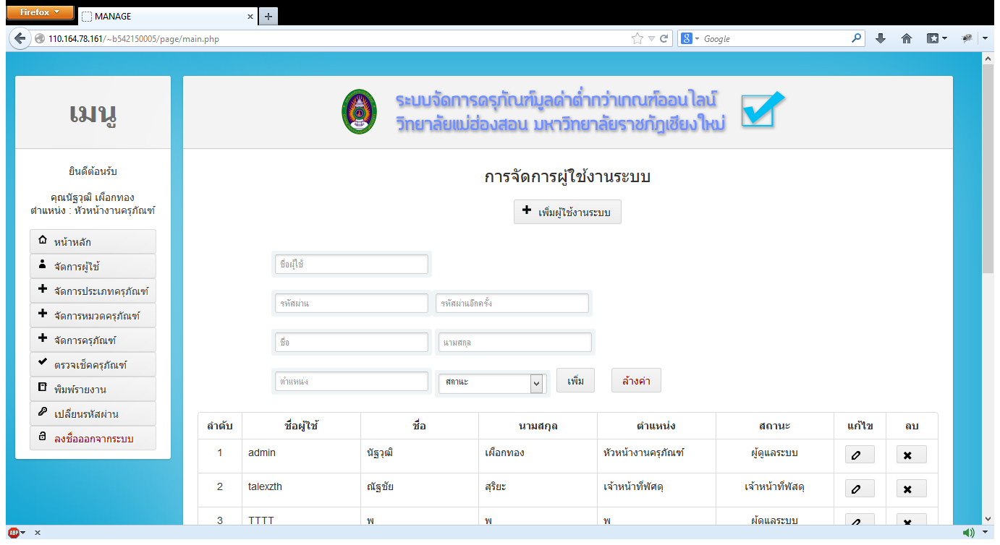 Firefox
MANAGE
110.164.78.161/~b542150005/page/main.php
Google
เมนู
ยินดีต้อนรับ
คุณนัฐวุฒิ เผือกทอง
ตำแหน่ง : หัวหน้างานครุภัณฑ์
หน้าหลัก
จัดการผู้ใช้
จัดการประเภทครุภัณฑ์
จัดการหมวดครุภัณฑ์
จัดการครุภัณฑ์
ตรวจเช็คครุภัณฑ์
พิมพ์รายงาน
เปลี่ยนรหัสผ่าน
ลงชื่อออกจากระบบ
ระบบจัดการครุภัณฑ์มูลค่าต่ำกว่าเกณฑ์ออนไลน์
วิทยาลัยแม่ฮ่องสอน มหาวิทยาลัยราชภัฏเชียงใหม่
การจัดการผู้ใช้งานระบบ
เพิ่มผู้ใช้งานระบบ
ชื่อผู้ใช้
รหัสผ่าน รหัสผ่านอีกครั้ง
ชื่อ นามสกุล
ตำแหน่ง สถานะ เพิ่ม ล้างค่า
ลำดับ ชื่อผู้ใช้ ชื่อ นามสกุล ตำแหน่ง สถานะ แก้ไข ลบ
1 admin นัฐวุฒิ เผือกทอง หัวหน้างานครุภัณฑ์ ผู้ดูแลระบบ
2 talexzth ณัฐชัย สุริยะ เจ้าหน้าที่พัศดุ เจ้าหน้าที่พัสดุ
3 TTTT พ พ พ ผู้ดูแลระบบ
ABP